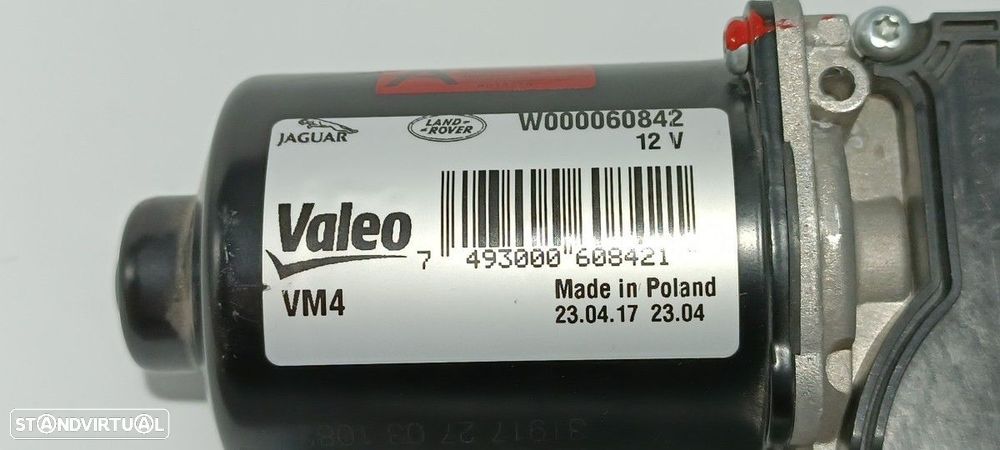 JAGUAR
LAND-
-ROVER
W000060842
12 V
Valeo
7 493000 608421
VM4
Made in Poland
23.04.17 23.04
STANDVIRTUAL